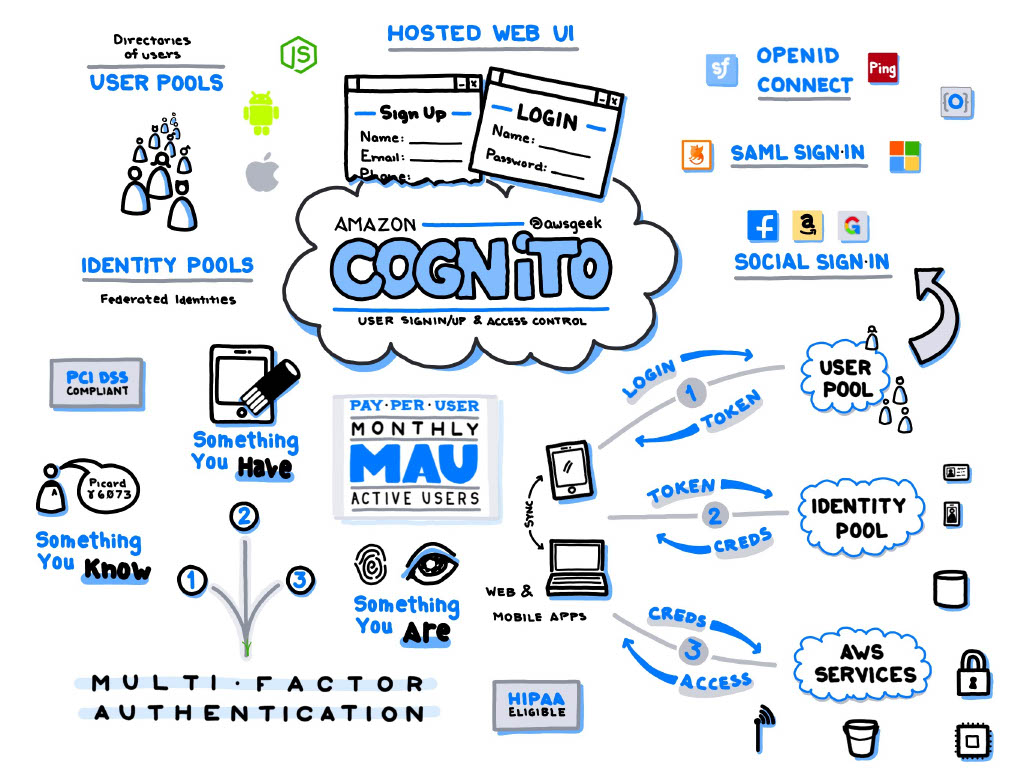 Directories
of users
USER POOLS
JS
HOSTED WEB UI
Sign Up
Name:
Email:
Phone:
LOGIN
Name:
Password:
sf
OPENID
CONNECT
Ping
SAML SIGN·IN
f
a
G
SOCIAL SIGN·IN
IDENTITY POOLS
Federated Identities
AMAZON
@awsgeek
COGNiTO
USER SIGNIN/UP & ACCESS CONTROL
PCI DSS
COMPLIANT
Something
You Have
Picard
Y6073
Something
You Know
PAY·PER·USER
MONTHLY
MAU
ACTIVE USERS
Something
You Are
1
2
3
MULTI·FACTOR
AUTHENTICATION
SYNC
WEB &
MOBILE APPS
HIPAA
ELIGIBLE
LOGIN
1
TOKEN
USER
POOL
TOKEN
2
CREDS
IDENTITY
POOL
CREDS
3
ACCESS
AWS
SERVICES